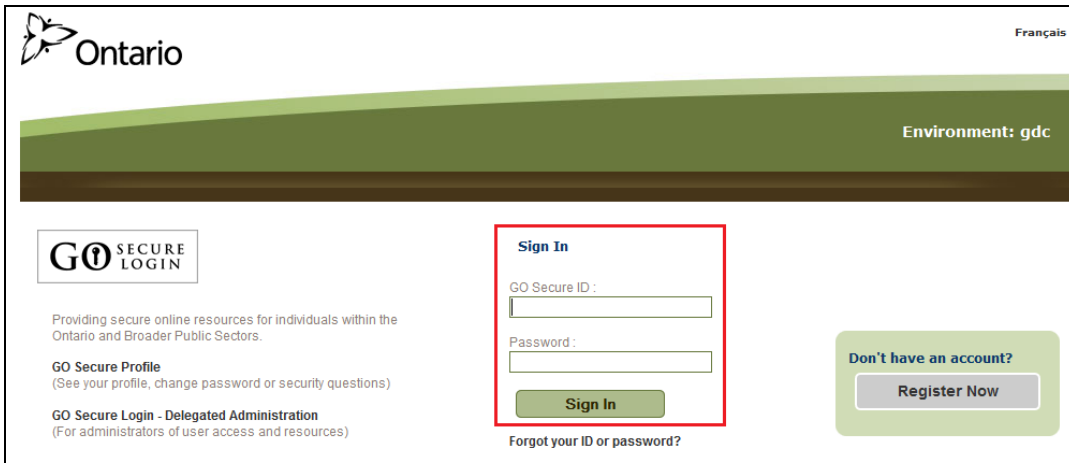 Ontario
Français
Environment: gdc
GO SECURE
LOGIN
Providing secure online resources for individuals within the
Ontario and Broader Public Sectors.
GO Secure Profile
(See your profile, change password or security questions)
GO Secure Login - Delegated Administration
(For administrators of user access and resources)
Sign In
GO Secure ID :
Password :
Sign In
Forgot your ID or password?
Don't have an account?
Register Now